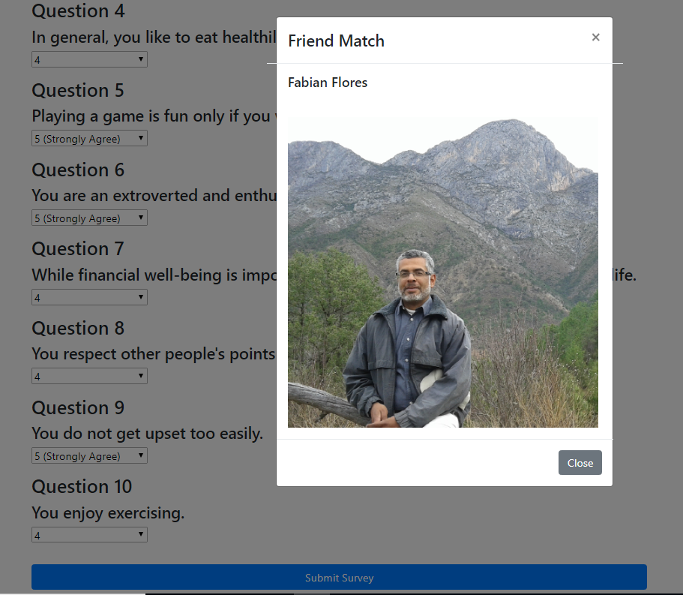 Question 4
In general, you like to eat healthil
4
Question 5
Playing a game is fun only if you
5 (Strongly Agree)
Question 6
You are an extroverted and enthu
5 (Strongly Agree)
Question 7
While financial well-being is impo
life.
4
Question 8
You respect other people's points
4
Question 9
You do not get upset too easily.
5 (Strongly Agree)
Question 10
You enjoy exercising.
4
Submit Survey
Friend Match
×
Fabian Flores
Close